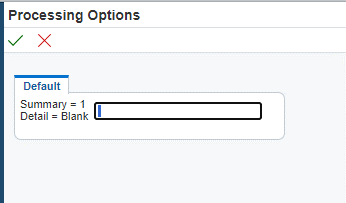 Processing Options
Default
Summary = 1
Detail = Blank